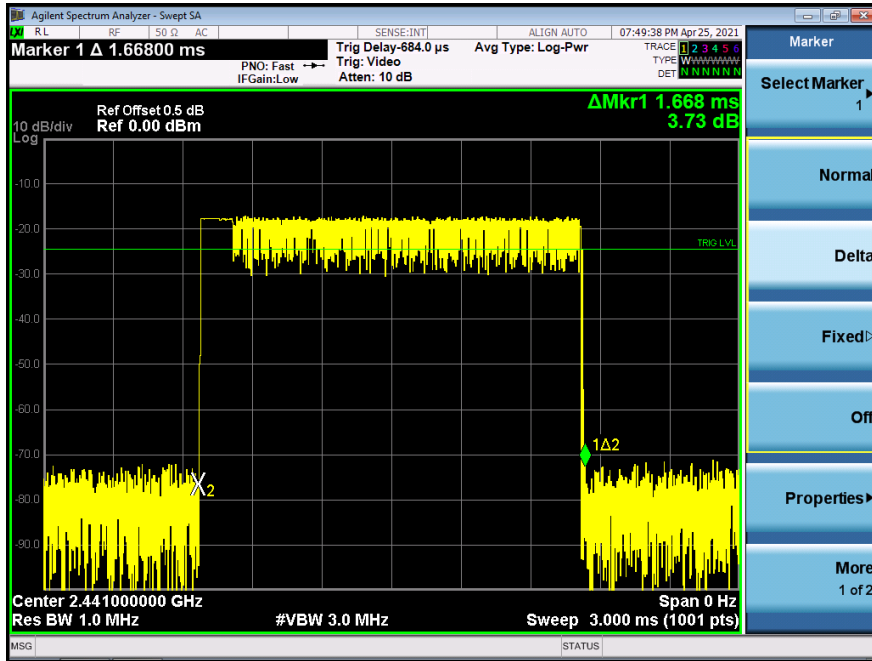 Agilent Spectrum Analyzer - Swept SA
LXI RL RF 50 Ω AC SENSE:INT ALIGN AUTO 07:49:38 PM Apr 25, 2021
Marker 1 Δ 1.66800 ms
PNO: Fast
IFGain:Low
Trig Delay-684.0 µs
Trig: Video
Atten: 10 dB
Avg Type: Log-Pwr
TRACE 1 2 3 4 5 6
TYPE WWWWWW
DET N N N N N N
Ref Offset 0.5 dB
10 dB/div Ref 0.00 dBm
Log
ΔMkr1 1.668 ms
3.73 dB
-10.0
-20.0
TRIG LVL
-30.0
-40.0
-50.0
-60.0
-70.0
1Δ2
X2
-80.0
-90.0
Center 2.441000000 GHz Span 0 Hz
Res BW 1.0 MHz #VBW 3.0 MHz Sweep 3.000 ms (1001 pts)
MSG STATUS
Marker
Select Marker
1
Normal
Delta
Fixed
Off
Properties
More
1 of 2